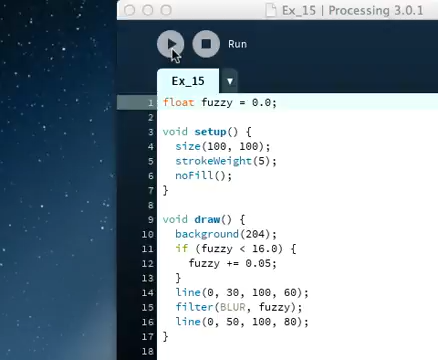 Ex_15 | Processing 3.0.1
Run
Ex_15 ▼
1 float fuzzy = 0.0;
2
3 void setup() {
4 size(100, 100);
5 strokeWeight(5);
6 noFill();
7 }
8
9 void draw() {
10 background(204);
11 if (fuzzy < 16.0) {
12 fuzzy += 0.05;
13 }
14 line(0, 30, 100, 60);
15 filter(BLUR, fuzzy);
16 line(0, 50, 100, 80);
17 }
18